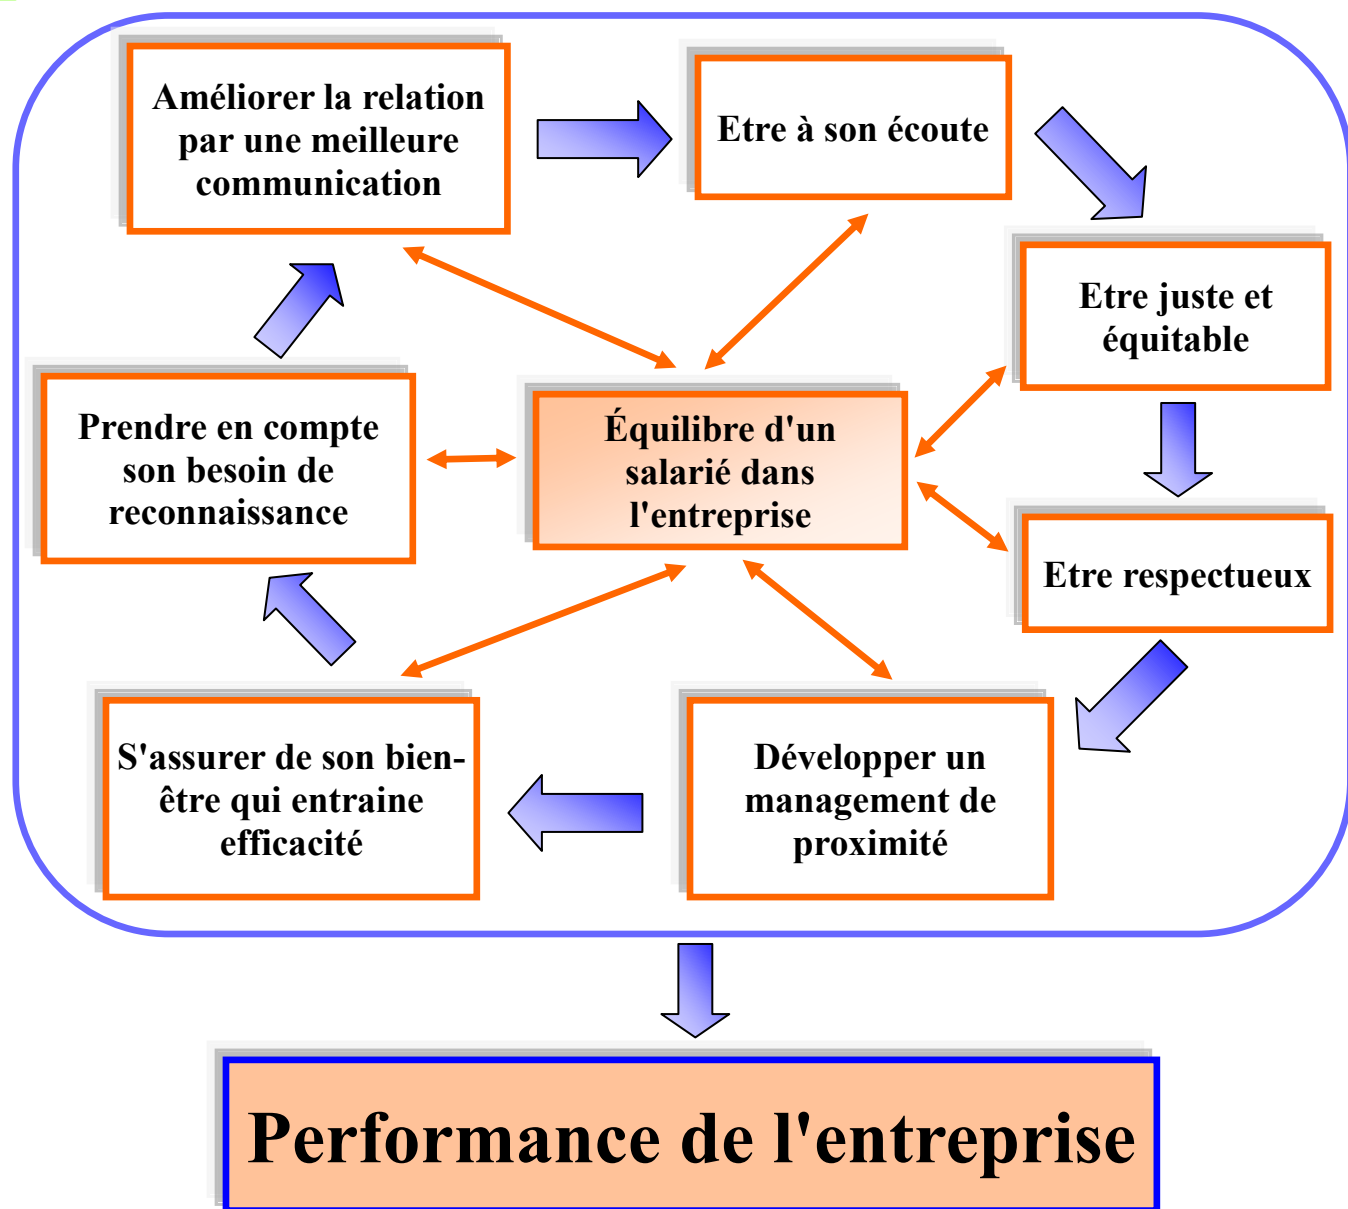 Améliorer la relation
par une meilleure
communication
Etre à son écoute
Etre juste et
équitable
Prendre en compte
son besoin de
reconnaissance
Équilibre d'un
salarié dans
l'entreprise
Etre respectueux
S'assurer de son bien-
être qui entraine
efficacité
Développer un
management de
proximité
Performance de l'entreprise